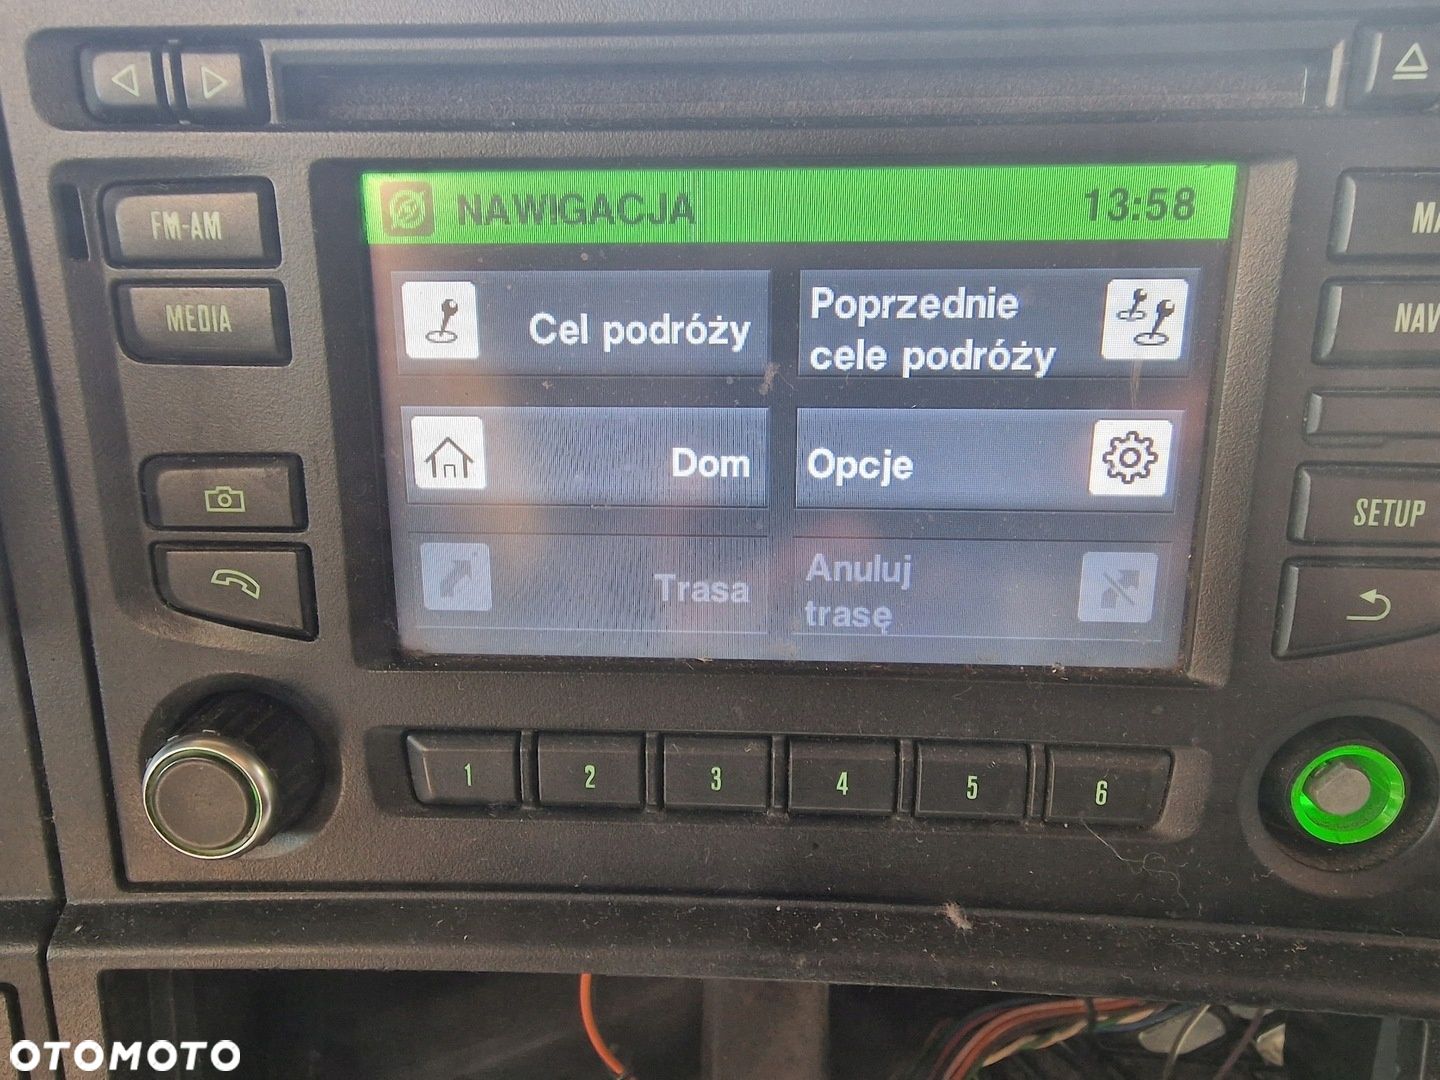 FM-AM
MEDIA
NAWIGACJA
13:58
Cel podróży
Poprzednie
cele podróży
Dom
Opcje
Trasa
Anuluj
trasę
SETUP
1
2
3
4
5
6
OTOMOTO